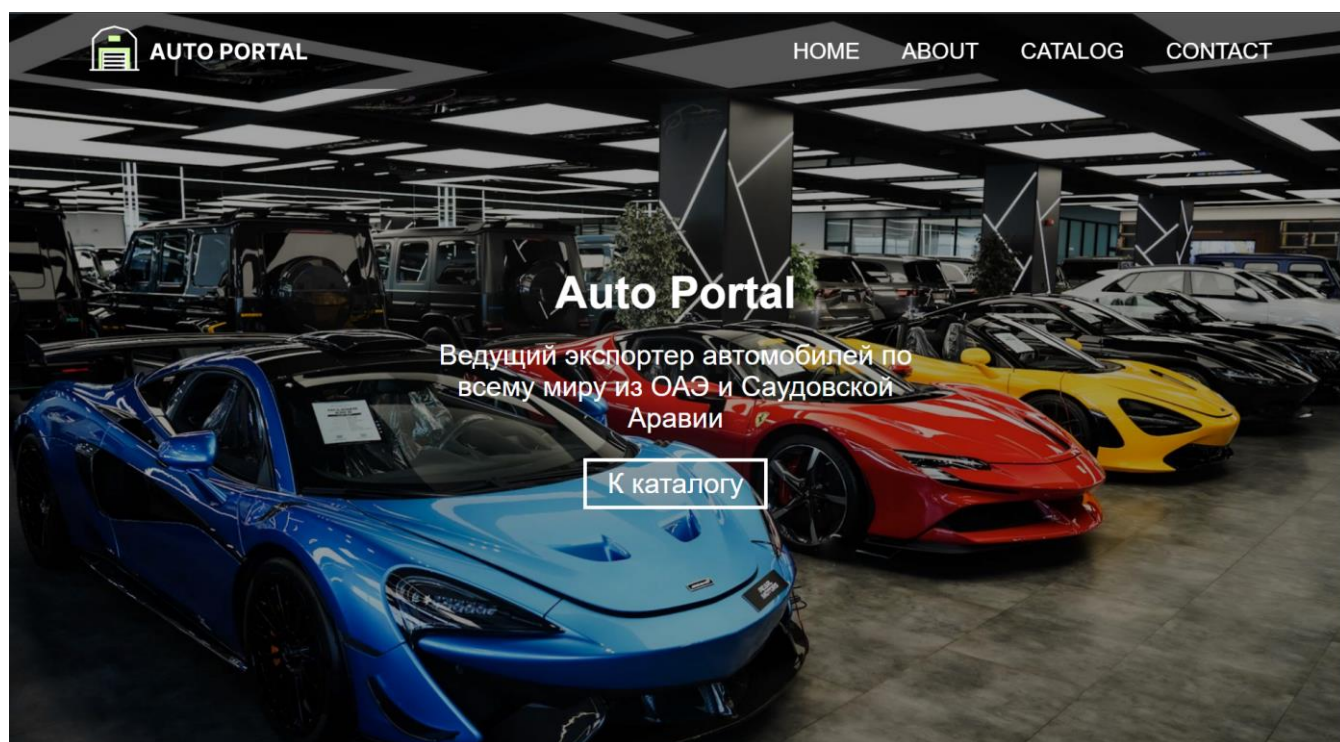 AUTO PORTAL
HOME ABOUT CATALOG CONTACT
Auto Portal
Ведущий экспортер автомобилей по
всему миру из ОАЭ и Саудовской
Аравии
К каталогу